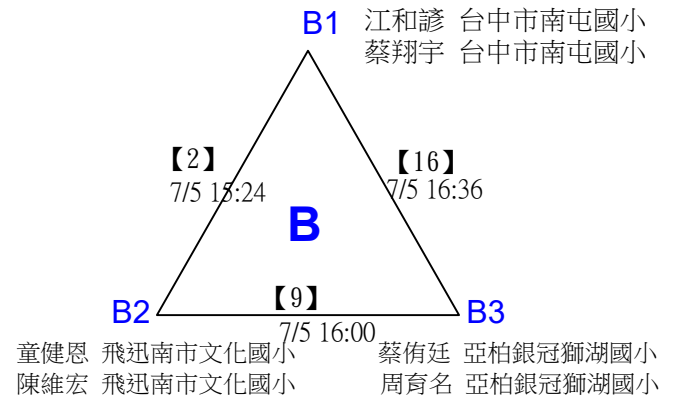 B1 江和諺 台中市南屯國小
蔡翔宇 台中市南屯國小
【2】 【16】
7/5 15:24 7/5 16:36
B
B2 【9】 B3
7/5 16:00
童健恩 飛迅南市文化國小 蔡侑廷 亞柏銀冠獅湖國小
陳維宏 飛迅南市文化國小 周育名 亞柏銀冠獅湖國小